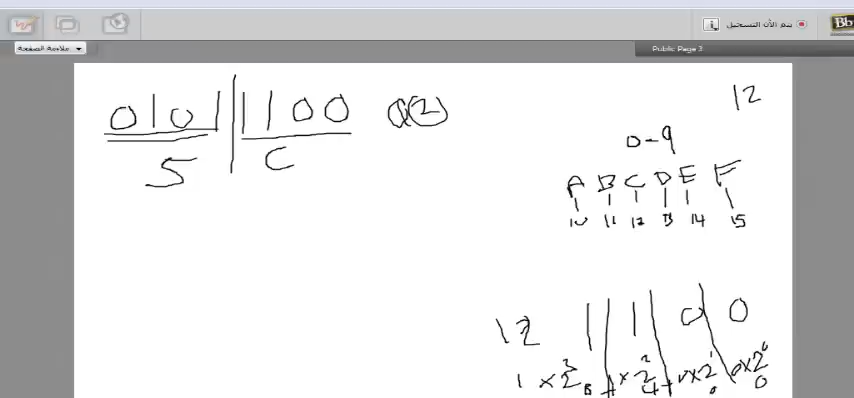 يتم الآن التسجيل
Bb
ملاءمة الصفحة
Public Page 3
0101 | 1100 (2)
5 C
12
0-9
A B C D E F
10 11 12 13 14 15
12 1 | 1 | 0 | 0
1×2³ 1×2² 0×2¹ 0×2⁰
8 + 4 + 0 0